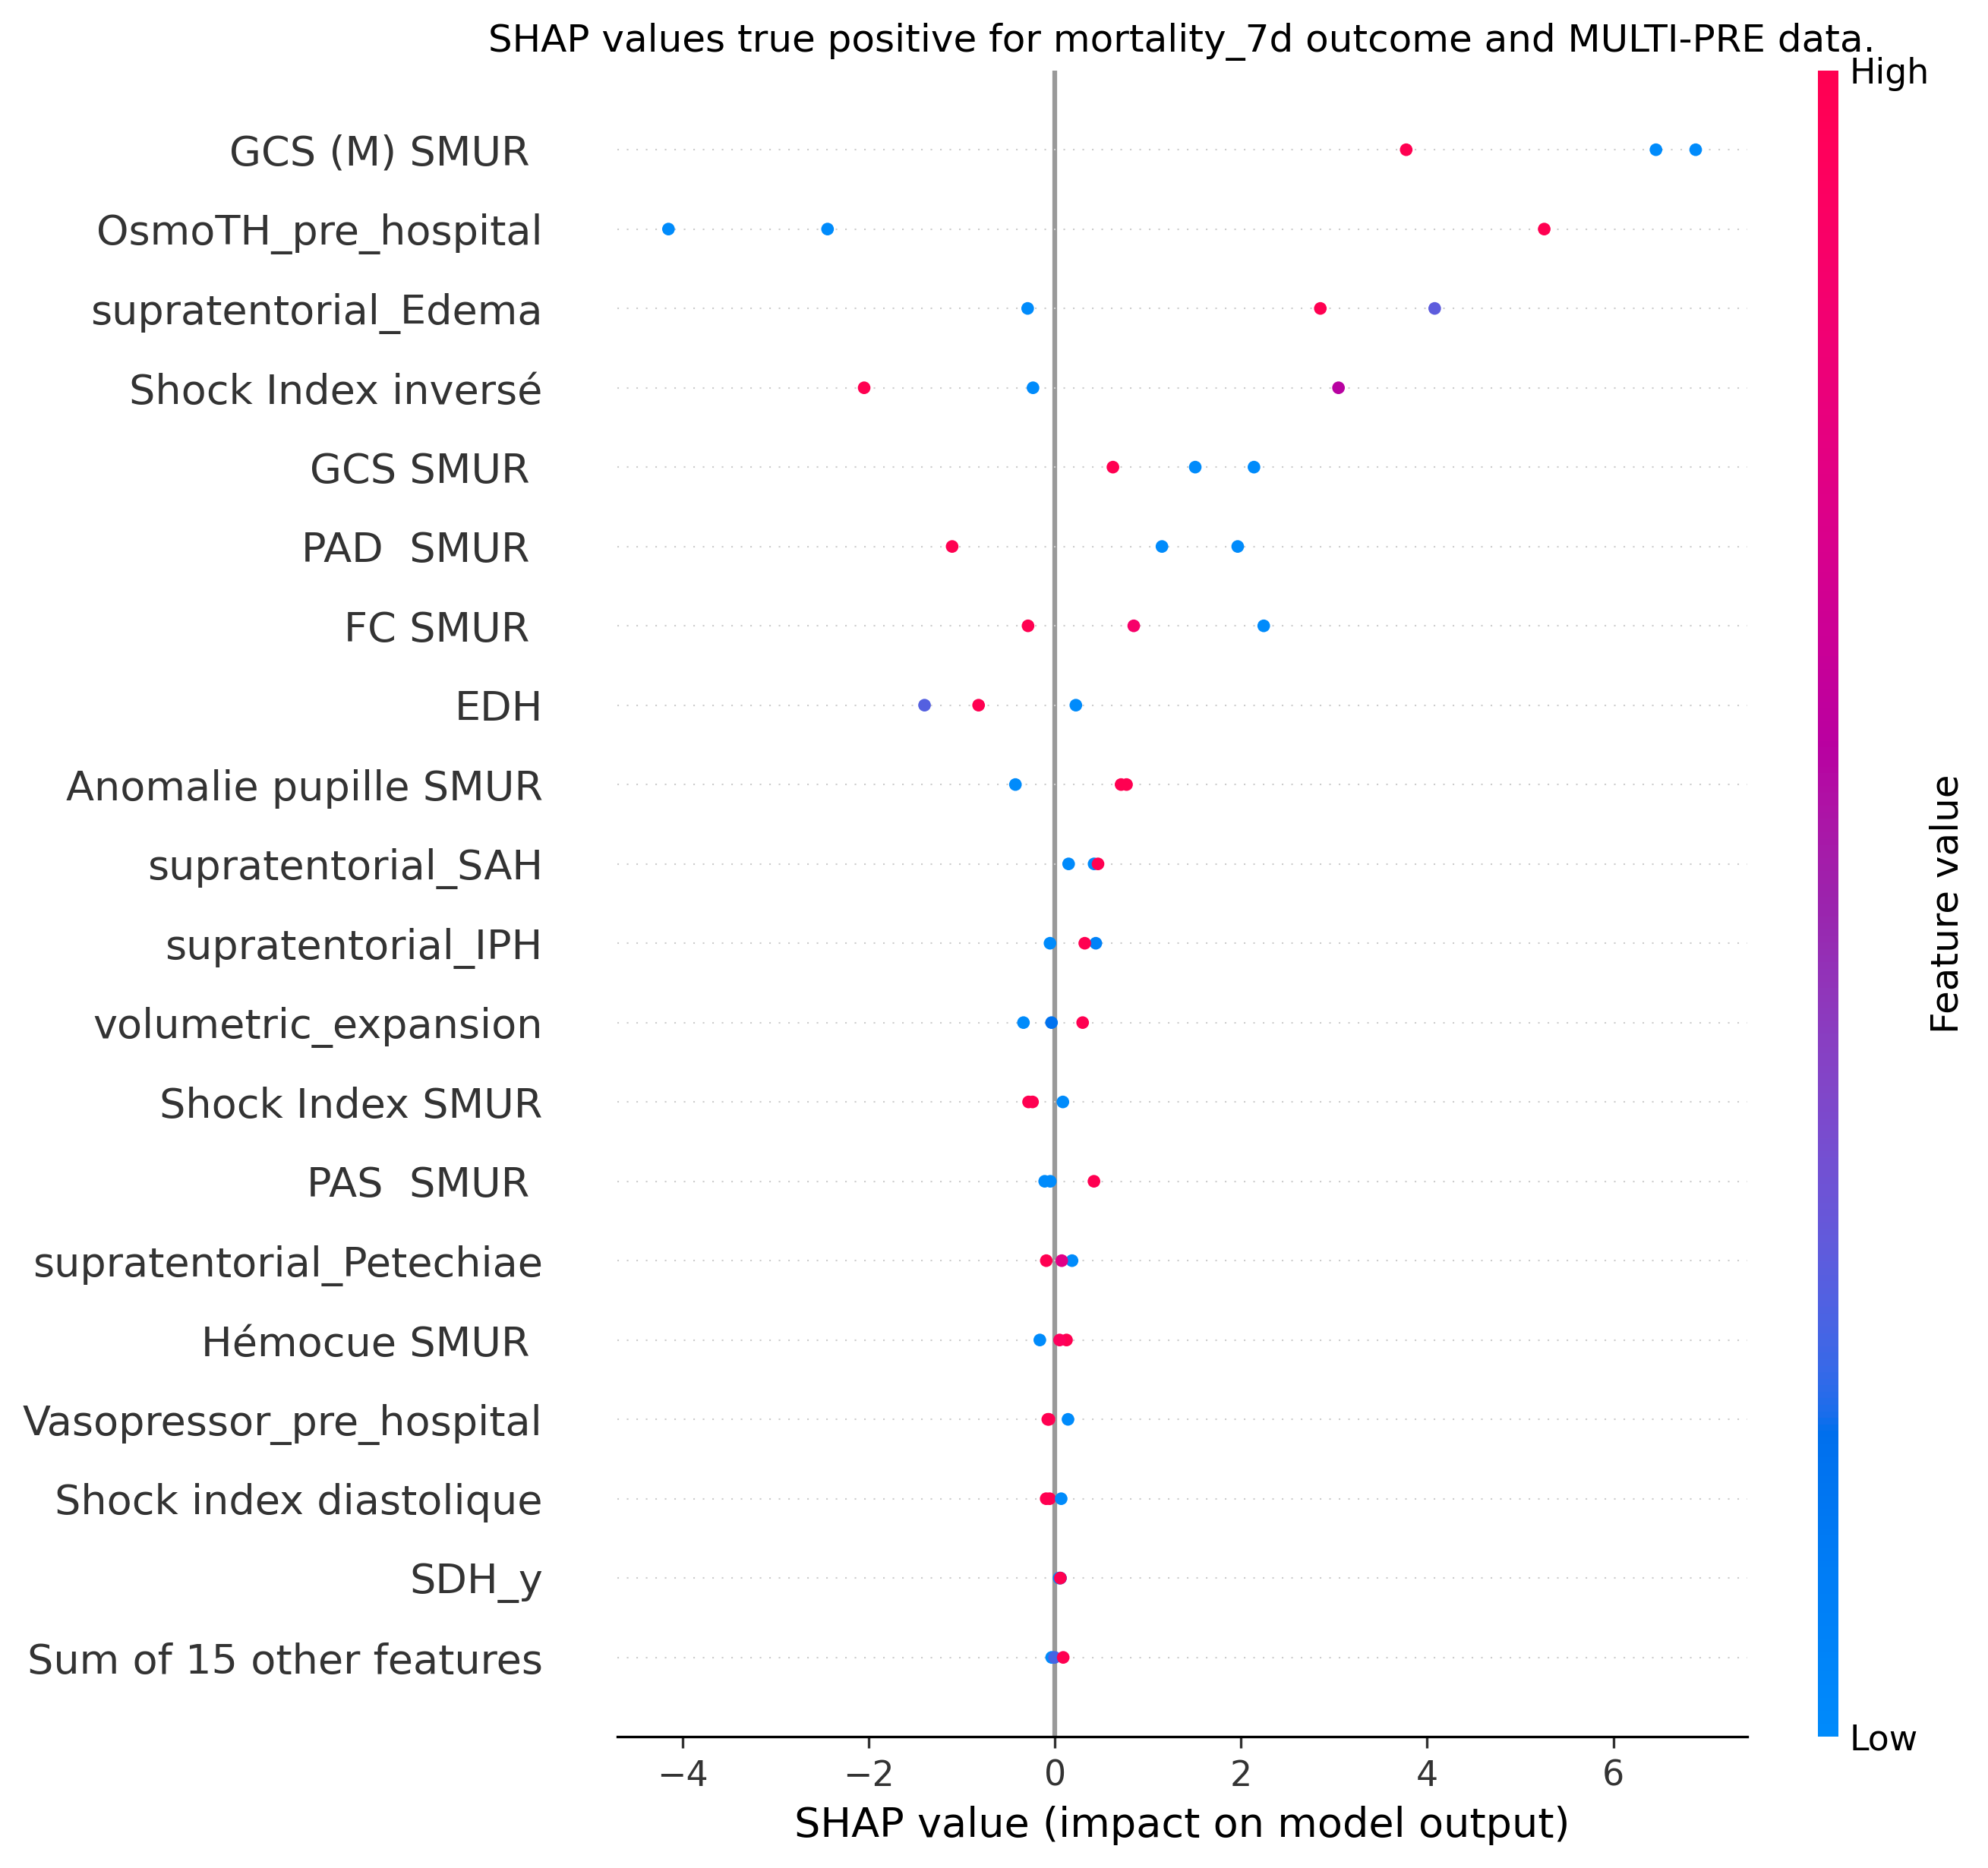 SHAP values true positive for mortality_7d outcome and MULTI-PRE data.
High
GCS (M) SMUR
OsmoTH_pre_hospital
supratentorial_Edema
Shock Index inversé
GCS SMUR
PAD  SMUR
FC SMUR
EDH
Anomalie pupille SMUR
supratentorial_SAH
supratentorial_IPH
volumetric_expansion
Shock Index SMUR
PAS  SMUR
supratentorial_Petechiae
Hémocue SMUR
Vasopressor_pre_hospital
Shock index diastolique
SDH_y
Sum of 15 other features
Feature value
Low
−4 −2 0 2 4 6
SHAP value (impact on model output)